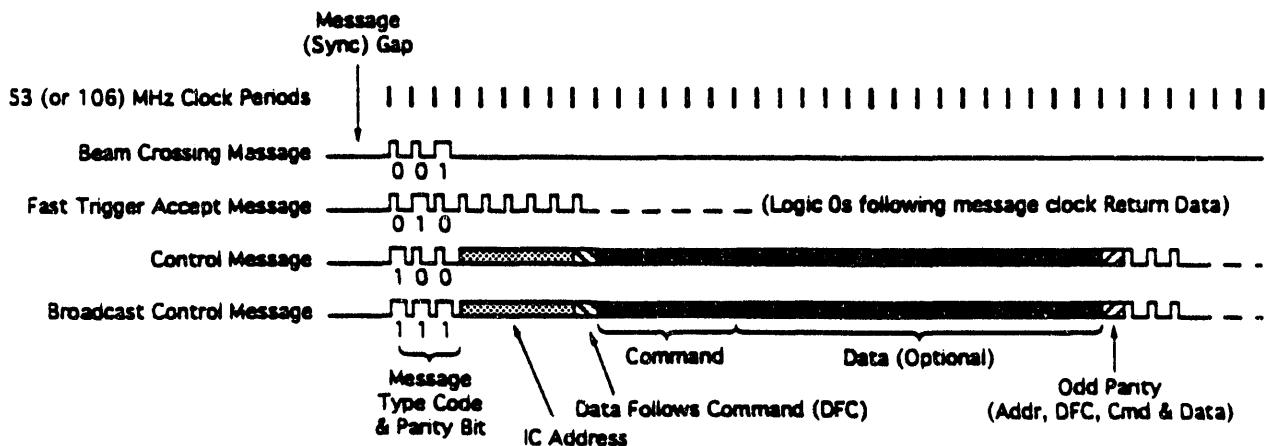 Message
(Sync) Gap
53 (or 106) MHz Clock Periods
Beam Crossing Massage
0 0 1
Fast Trigger Accept Message
(Logic 0s following message clock Return Data)
0 1 0
Control Message
1 0 0
Broadcast Control Message
1 1 1
Command
Data (Optional)
Message
Type Code
& Parity Bit
IC Address
Data Follows Command (DFC)
Odd Parity
(Addr, DFC, Cmd & Data)